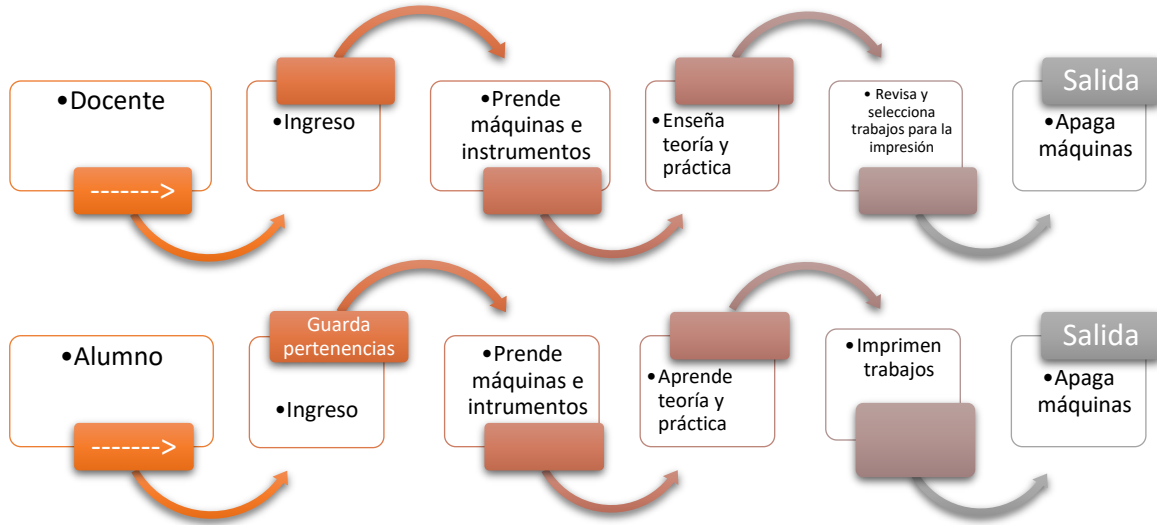 •Docente
------->
•Ingreso
•Prende
máquinas e
instrumentos
•Enseña
teoría y
práctica
• Revisa y
selecciona
trabajos para la
impresión
Salida
•Apaga
máquinas
•Alumno
------->
Guarda
pertenencias
•Ingreso
•Prende
máquinas e
intrumentos
•Aprende
teoría y
práctica
•Imprimen
trabajos
Salida
•Apaga
máquinas